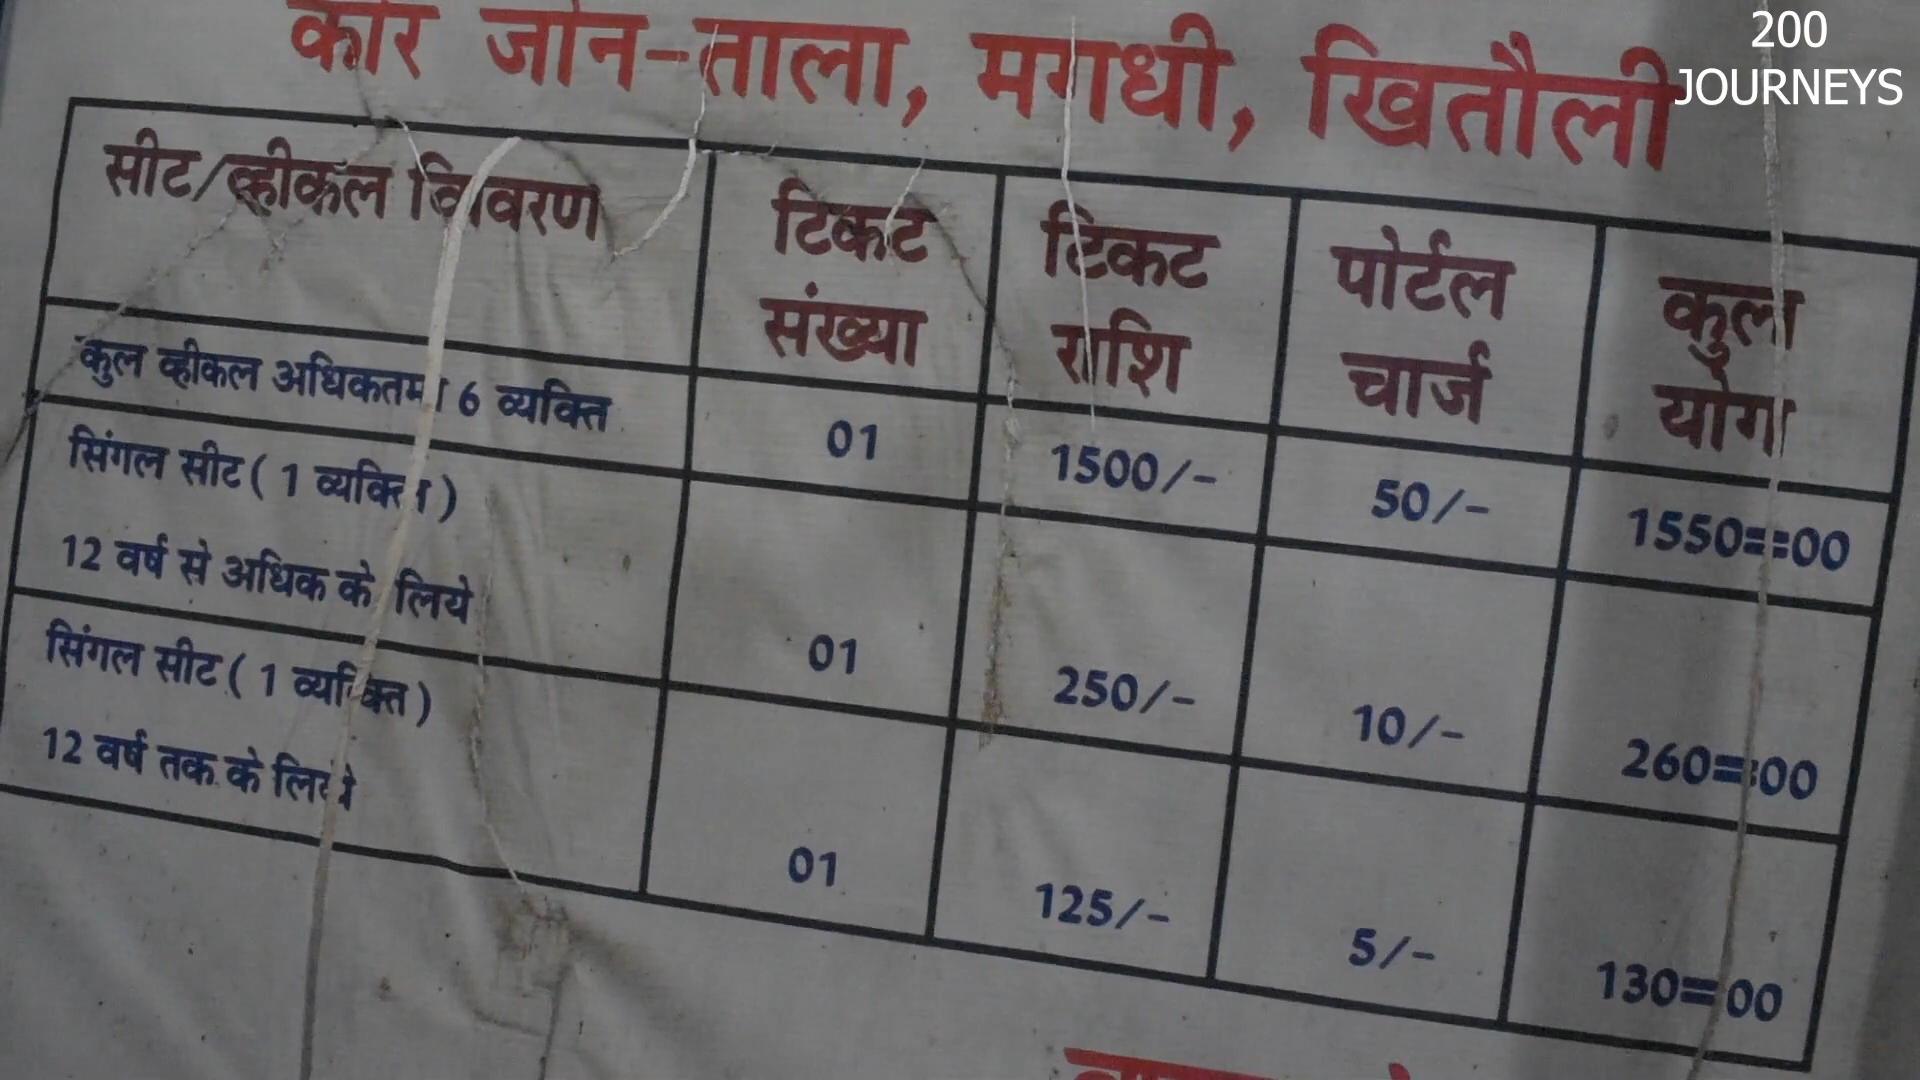 200
JOURNEYS
कोर जोन-ताला, मगधी, खितौली
सीट/व्हीकल विवरण
टिकट
संख्या
टिकट
राशि
पोर्टल
चार्ज
कुल
योग
कुल व्हीकल अधिकतम 6 व्यक्ति
01
1500/-
50/-
1550=00
सिंगल सीट ( 1 व्यक्ति )
12 वर्ष से अधिक के लिये
01
250/-
10/-
260=00
सिंगल सीट ( 1 व्यक्ति )
12 वर्ष तक के लिये
01
125/-
5/-
130=00